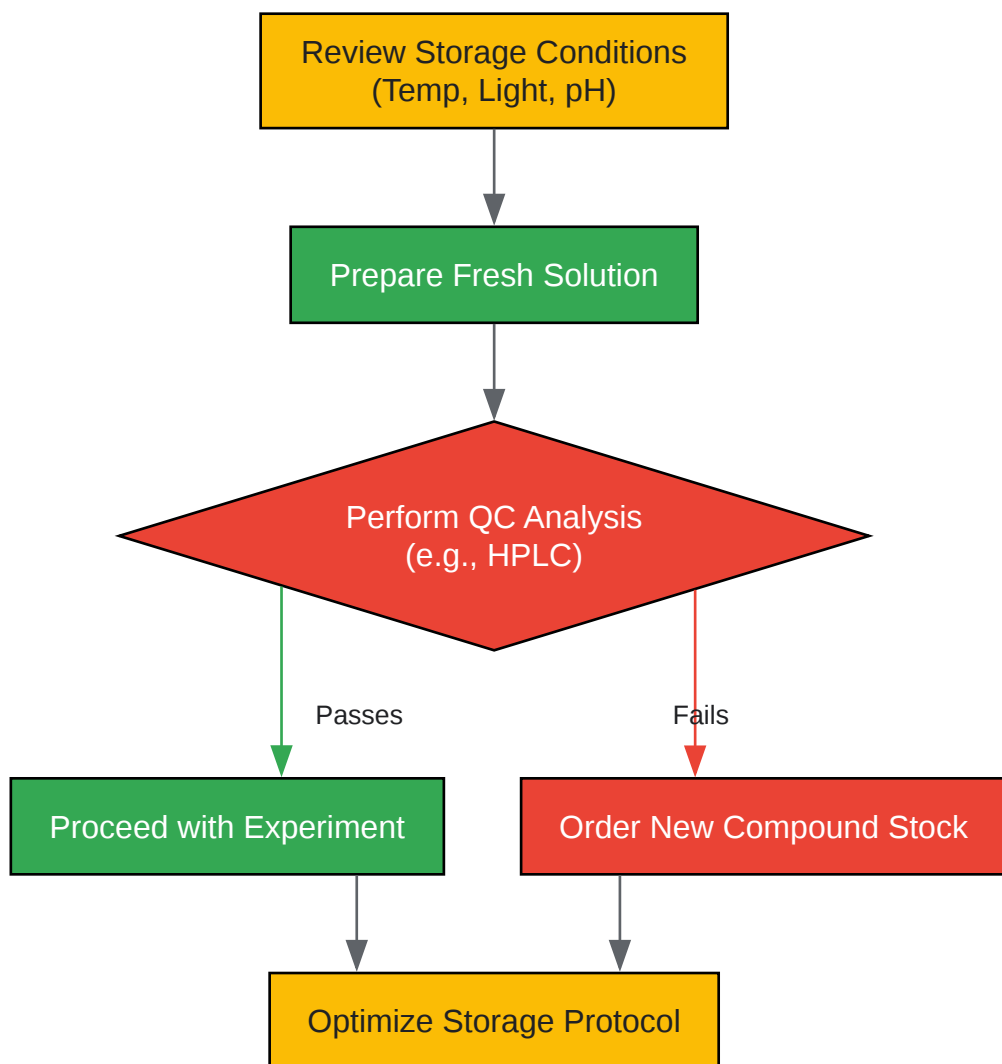 Review Storage Conditions
(Temp, Light, pH)
Prepare Fresh Solution
Perform QC Analysis
(e.g., HPLC)
Passes
Fails
Proceed with Experiment
Order New Compound Stock
Optimize Storage Protocol